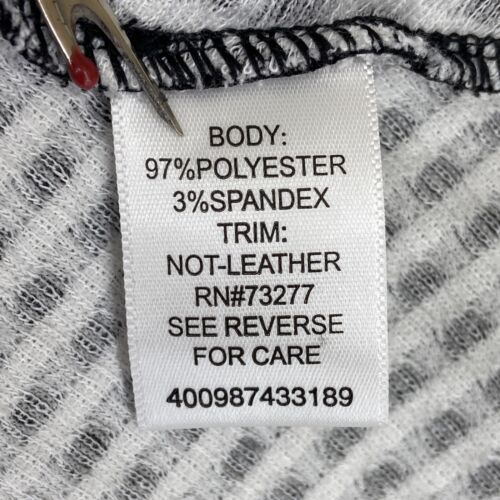 BODY:
97%POLYESTER
3%SPANDEX
TRIM:
NOT-LEATHER
RN#73277
SEE REVERSE
FOR CARE
400987433189